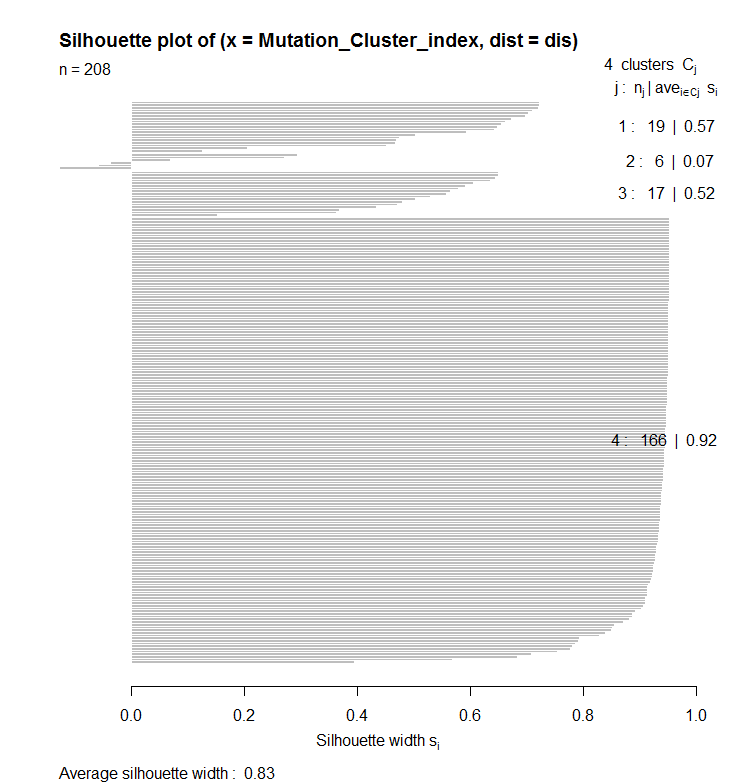 Silhouette plot of (x = Mutation_Cluster_index, dist = dis)
n = 208
4 clusters Cj
j : nj | avei∈Cj si
1 : 19 | 0.57
2 : 6 | 0.07
3 : 17 | 0.52
4 : 166 | 0.92
0.0 0.2 0.4 0.6 0.8 1.0
Silhouette width si
Average silhouette width : 0.83